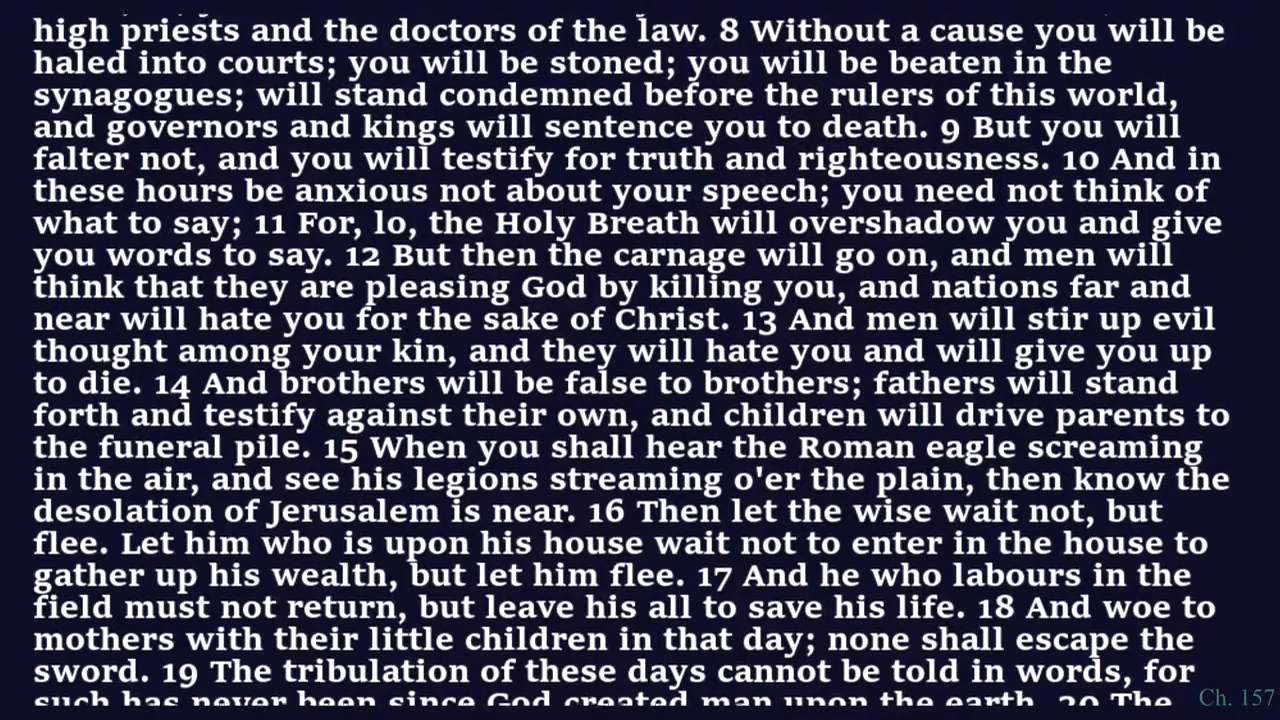 high priests and the doctors of the law. 8 Without a cause you will be
haled into courts; you will be stoned; you will be beaten in the
synagogues; will stand condemned before the rulers of this world,
and governors and kings will sentence you to death. 9 But you will
falter not, and you will testify for truth and righteousness. 10 And in
these hours be anxious not about your speech; you need not think of
what to say; 11 For, lo, the Holy Breath will overshadow you and give
you words to say. 12 But then the carnage will go on, and men will
think that they are pleasing God by killing you, and nations far and
near will hate you for the sake of Christ. 13 And men will stir up evil
thought among your kin, and they will hate you and will give you up
to die. 14 And brothers will be false to brothers; fathers will stand
forth and testify against their own, and children will drive parents to
the funeral pile. 15 When you shall hear the Roman eagle screaming
in the air, and see his legions streaming o'er the plain, then know the
desolation of Jerusalem is near. 16 Then let the wise wait not, but
flee. Let him who is upon his house wait not to enter in the house to
gather up his wealth, but let him flee. 17 And he who labours in the
field must not return, but leave his all to save his life. 18 And woe to
mothers with their little children in that day; none shall escape the
sword. 19 The tribulation of these days cannot be told in words, for
such has never been since God created man upon the earth. 20 The
Ch. 157